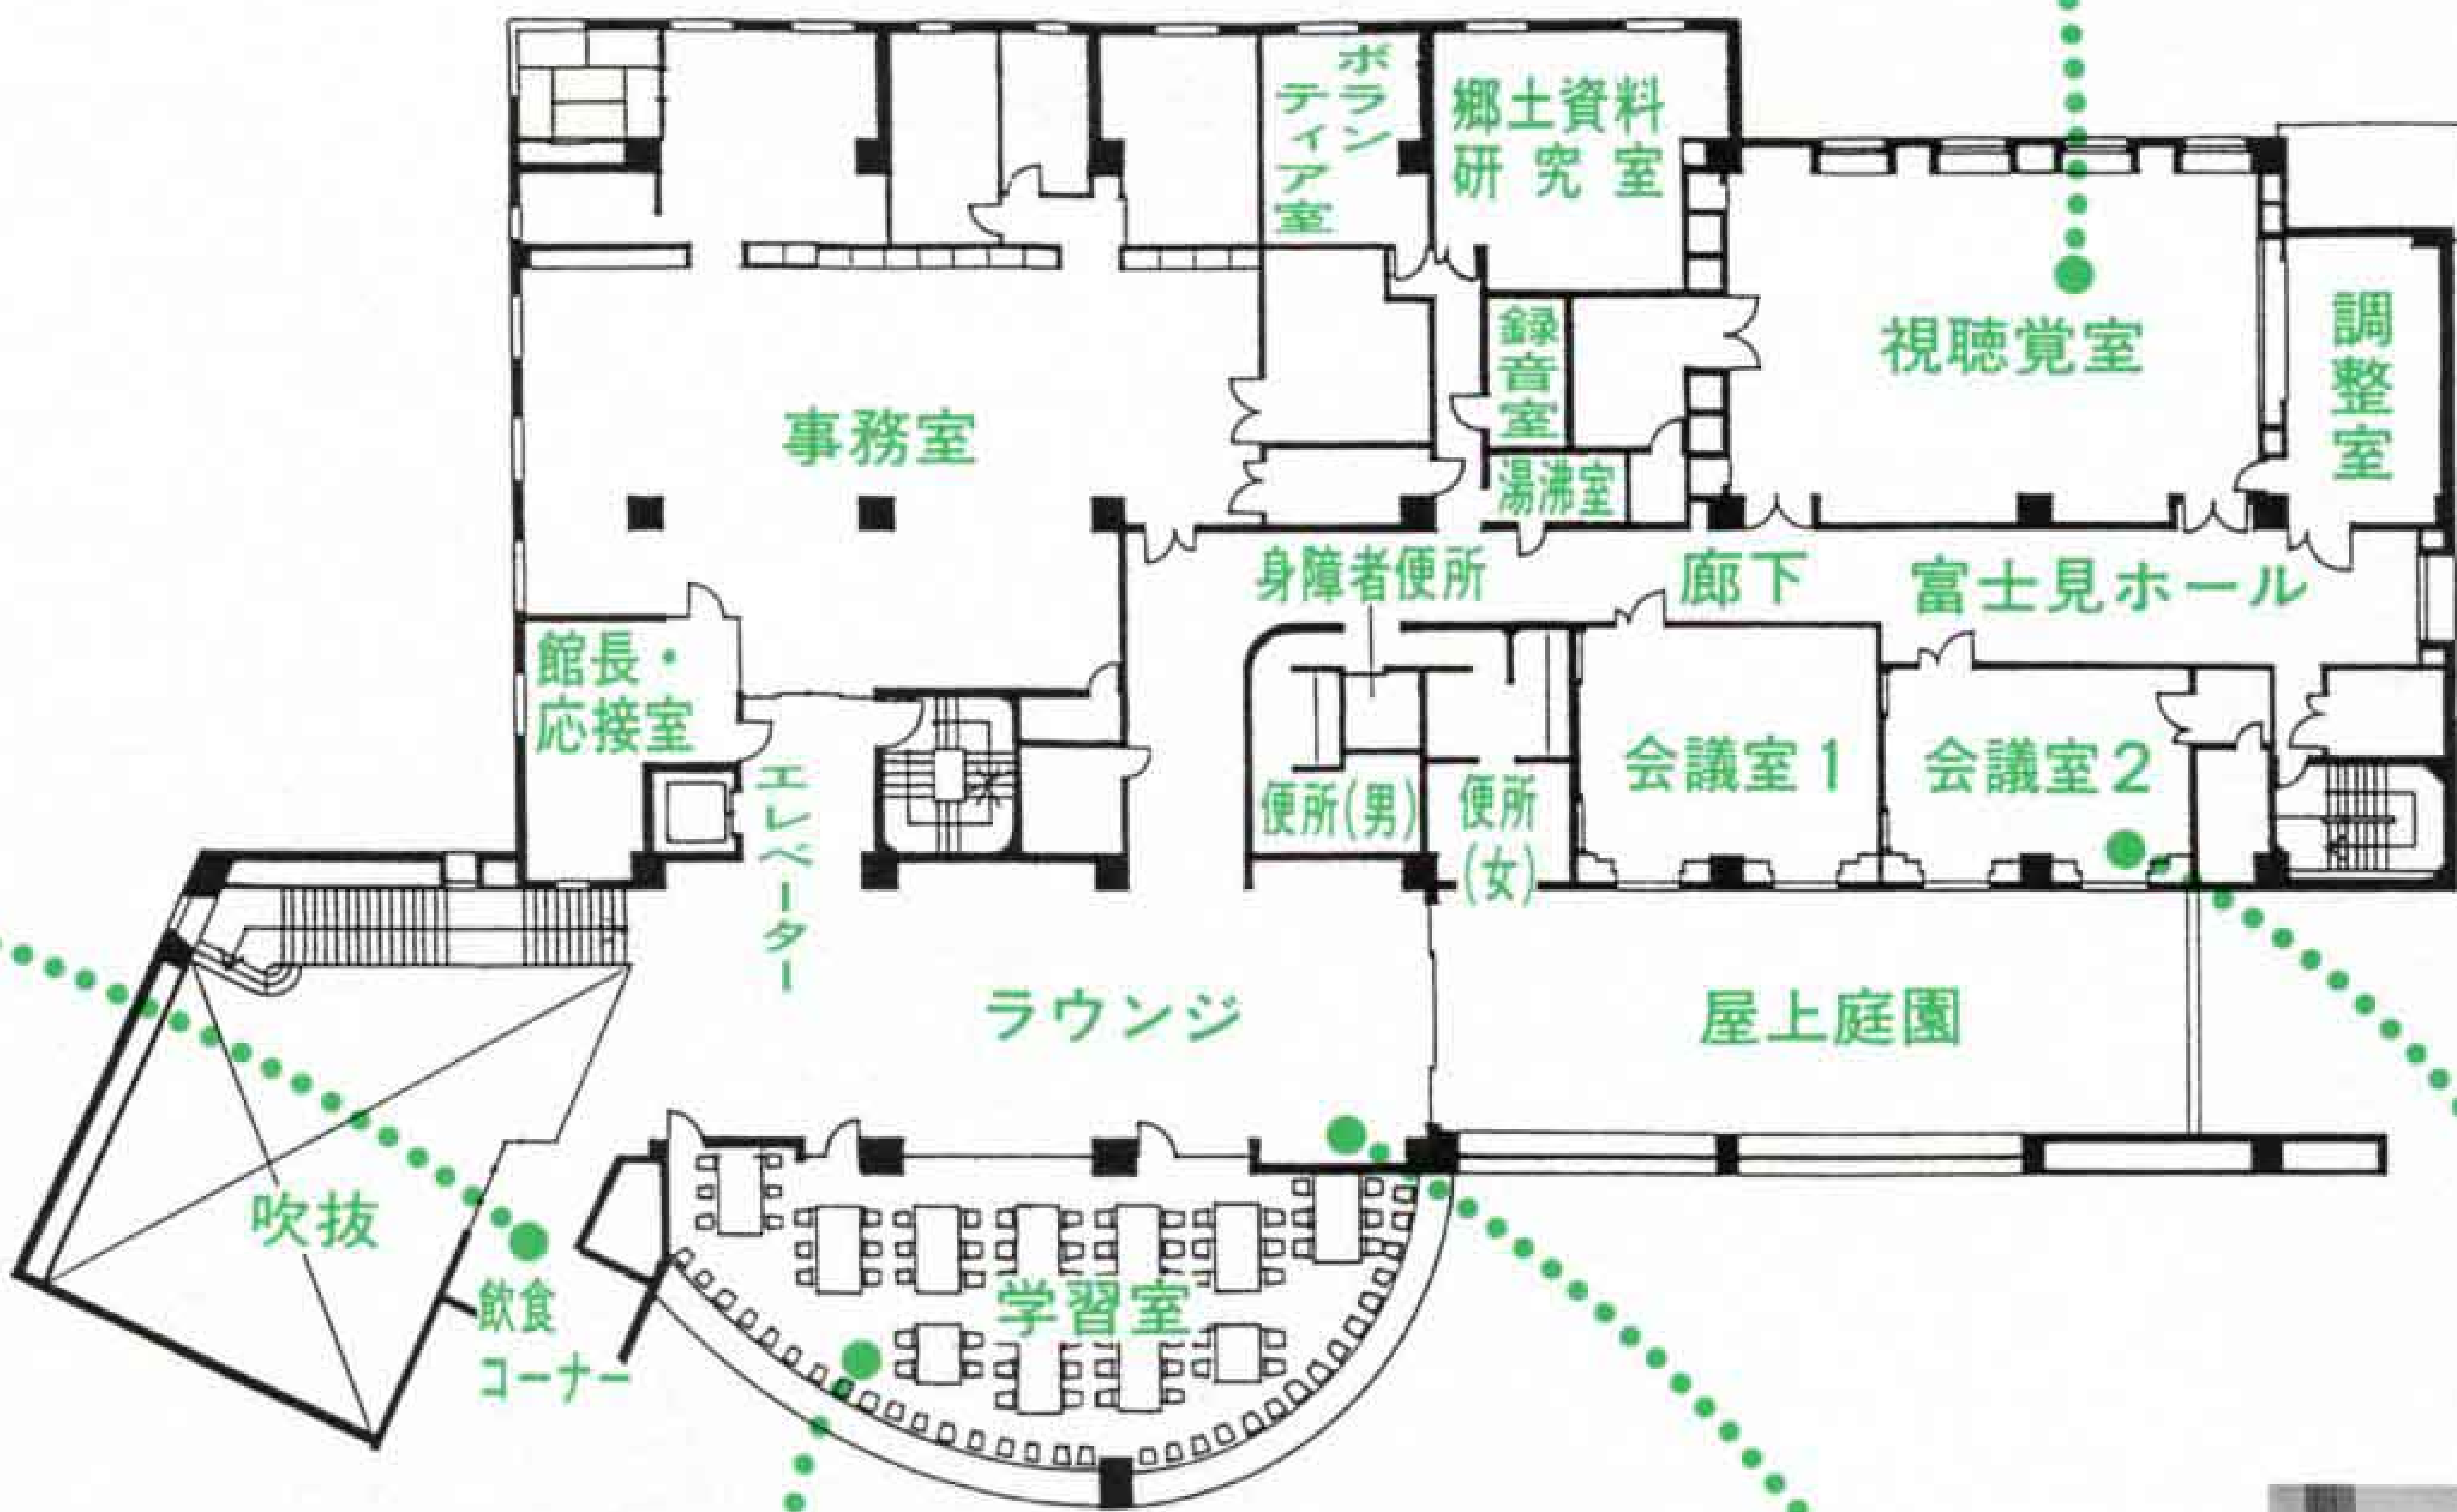 ボラン
ティア室
郷土資料
研究室
視聴覚室
調整室
録音室
事務室
湯沸室
身障者便所
廊下
富士見ホール
館長・
応接室
エレベーター
便所(男)
便所
(女)
会議室1
会議室2
ラウンジ
屋上庭園
吹抜
飲食
コーナー
学習室